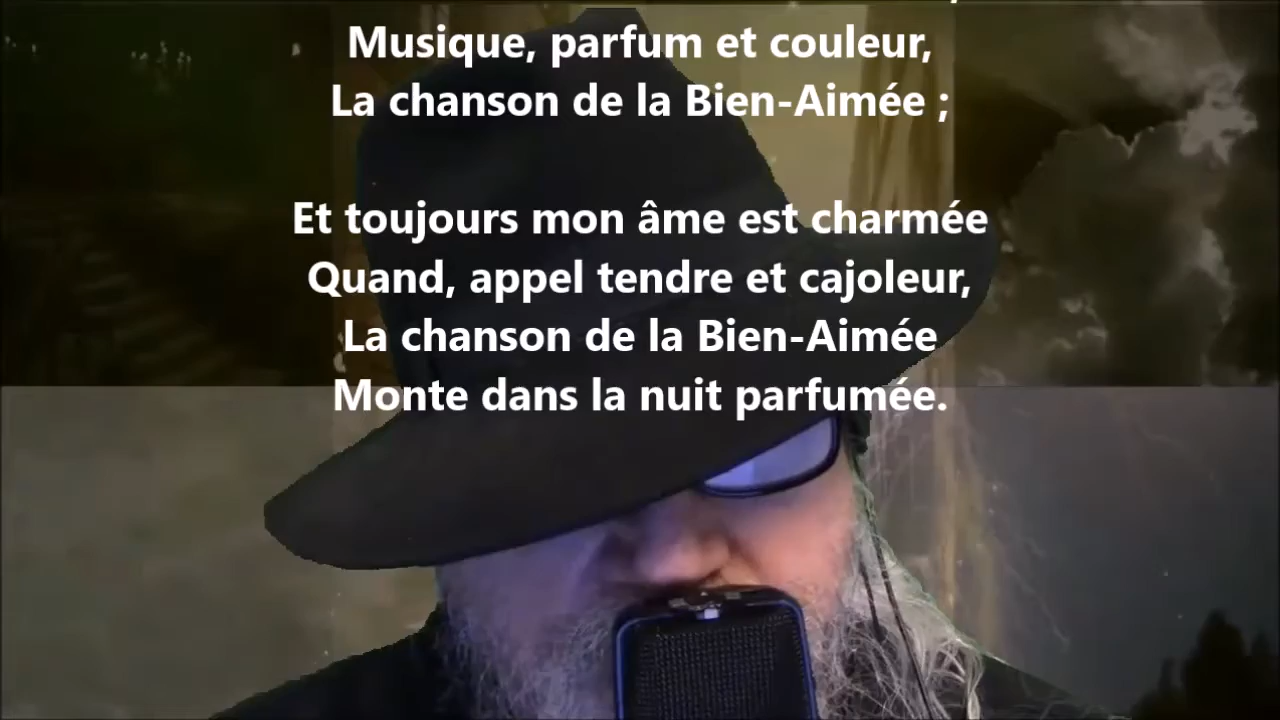 Musique, parfum et couleur,
La chanson de la Bien-Aimée ;
Et toujours mon âme est charmée
Quand, appel tendre et cajoleur,
La chanson de la Bien-Aimée
Monte dans la nuit parfumée.